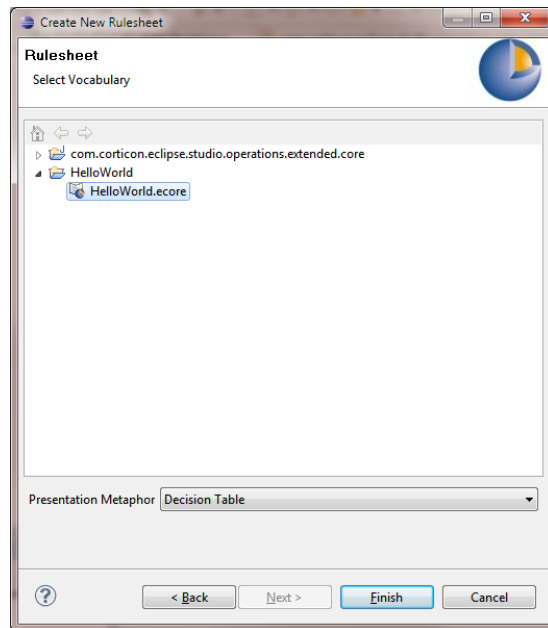 Create New Rulesheet
Rulesheet
Select Vocabulary
com.corticon.eclipse.studio.operations.extended.core
HelloWorld
HelloWorld.ecore
Presentation Metaphor Decision Table
? < Back Next > Finish Cancel